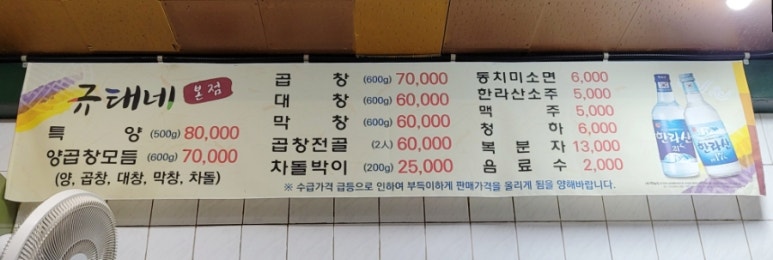 규태네 본점
특 양 (500g) 80,000
양곱창모듬 (600g) 70,000
(양, 곱창, 대창, 막창, 차돌)
곱 창 (600g) 70,000
대 창 (600g) 60,000
막 창 (600g) 60,000
곱창전골 (2人) 60,000
차돌박이 (200g) 25,000
동치미소면 6,000
한라산소주 5,000
맥 주 5,000
청 하 6,000
복 분 자 13,000
음 료 수 2,000
※ 수급가격 급등으로 인하여 부득이하게 판매가격을 올리게 됨을 양해바랍니다.
한라산
한라산